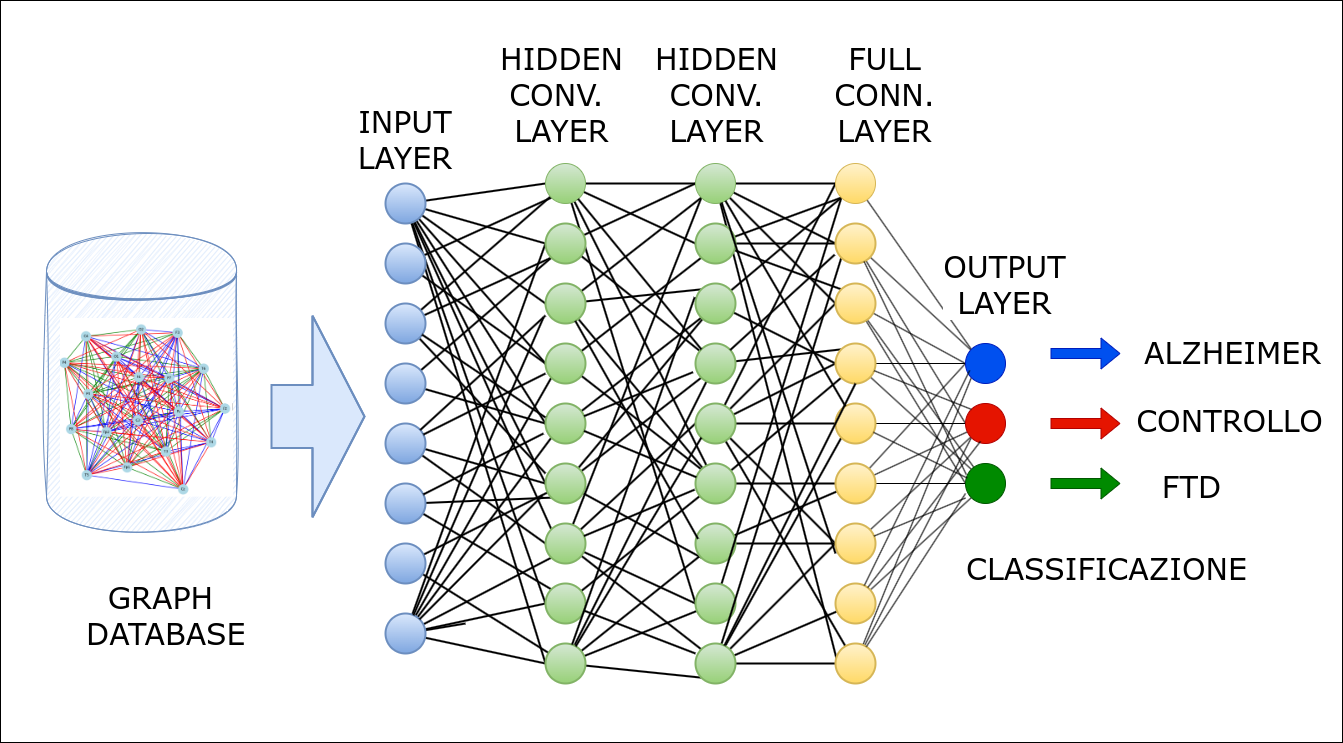 HIDDEN
CONV.
LAYER
HIDDEN
CONV.
LAYER
FULL
CONN.
LAYER
INPUT
LAYER
OUTPUT
LAYER
ALZHEIMER
CONTROLLO
FTD
CLASSIFICAZIONE
GRAPH
DATABASE